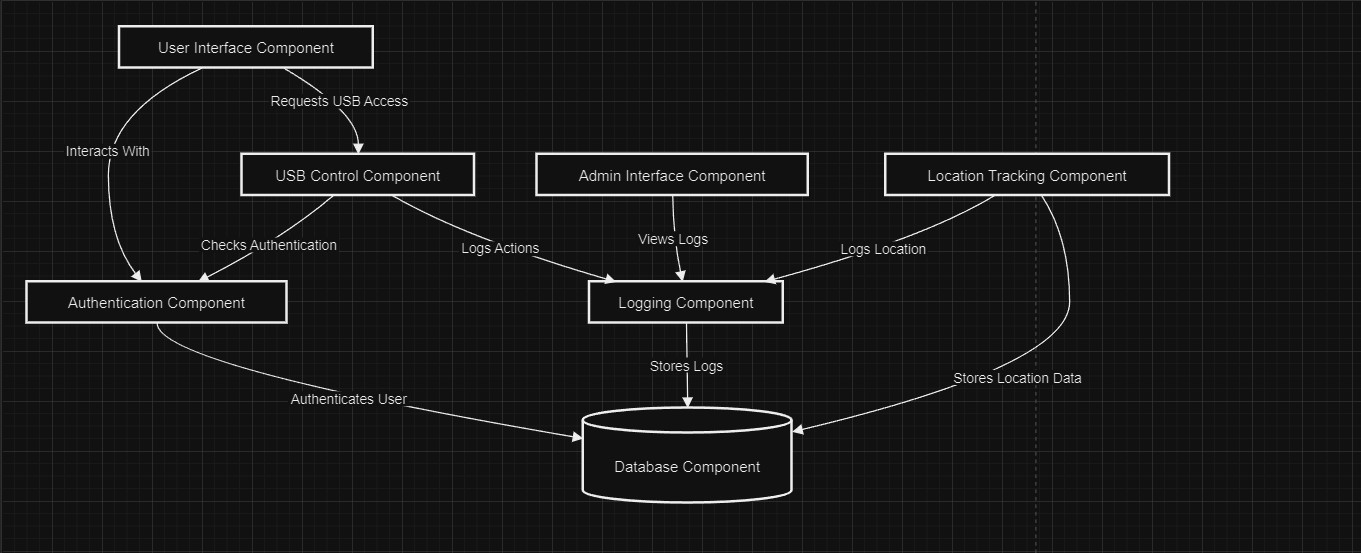 User Interface Component
Requests USB Access
Interacts With
USB Control Component
Admin Interface Component
Location Tracking Component
Checks Authentication
Logs Actions
Views Logs
Logs Location
Authentication Component
Logging Component
Stores Logs
Stores Location Data
Authenticates User
Database Component